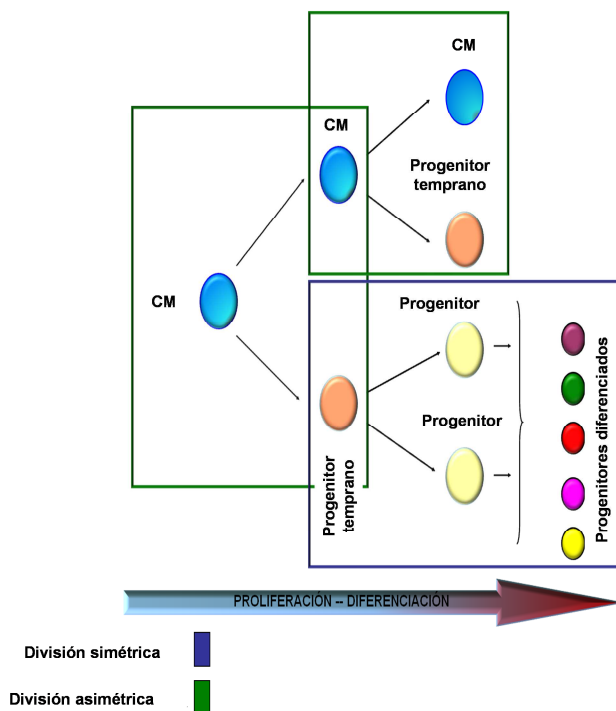 CM
CM
Progenitor
temprano
CM
Progenitor
Progenitor
Progenitor
temprano
Progenitores diferenciados
PROLIFERACIÓN -- DIFERENCIACIÓN
División simétrica
División asimétrica